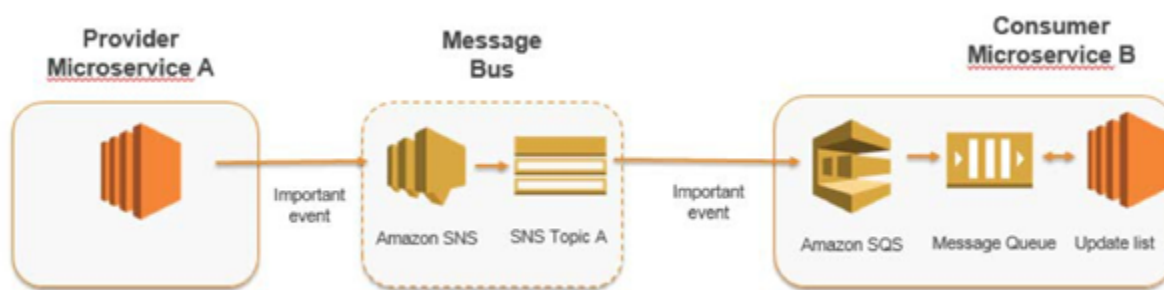 Provider
Microservice A
Message
Bus
Consumer
Microservice B
Important
event
Amazon SNS
SNS Topic A
Important
event
Amazon SQS
Message Queue
Update list